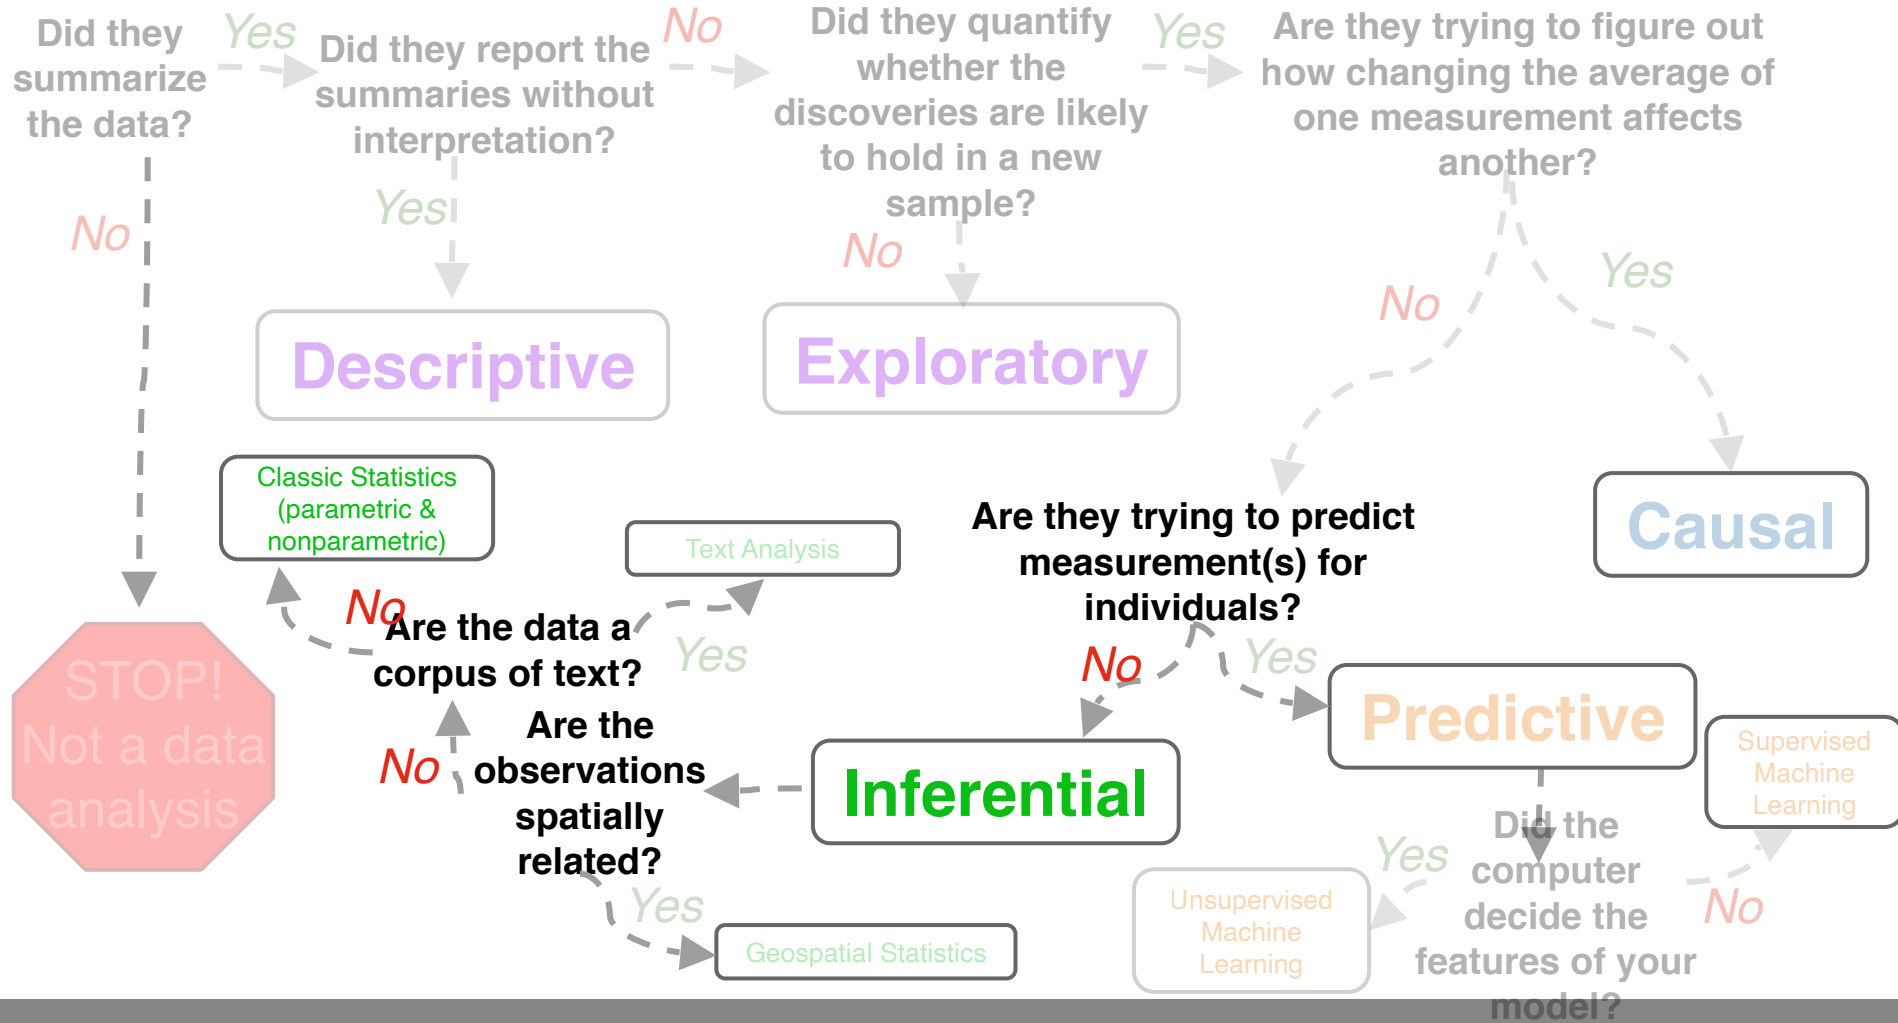 Did they
summarize
the data?
Yes
No
Did they report the
summaries without
interpretation?
No
Yes
Descriptive
Did they quantify
whether the
discoveries are likely
to hold in a new
sample?
Yes
No
Exploratory
Are they trying to figure out
how changing the average of
one measurement affects
another?
No
Yes
Causal
Are they trying to predict
measurement(s) for
individuals?
No
Yes
Predictive
Did the
computer
decide the
features of your
model?
Yes
No
Unsupervised
Machine
Learning
Supervised
Machine
Learning
Inferential
Are the
observations
spatially
related?
No
Yes
Geospatial Statistics
Are the data a
corpus of text?
No
Yes
Text Analysis
Classic Statistics
(parametric &
nonparametric)
STOP!
Not a data
analysis